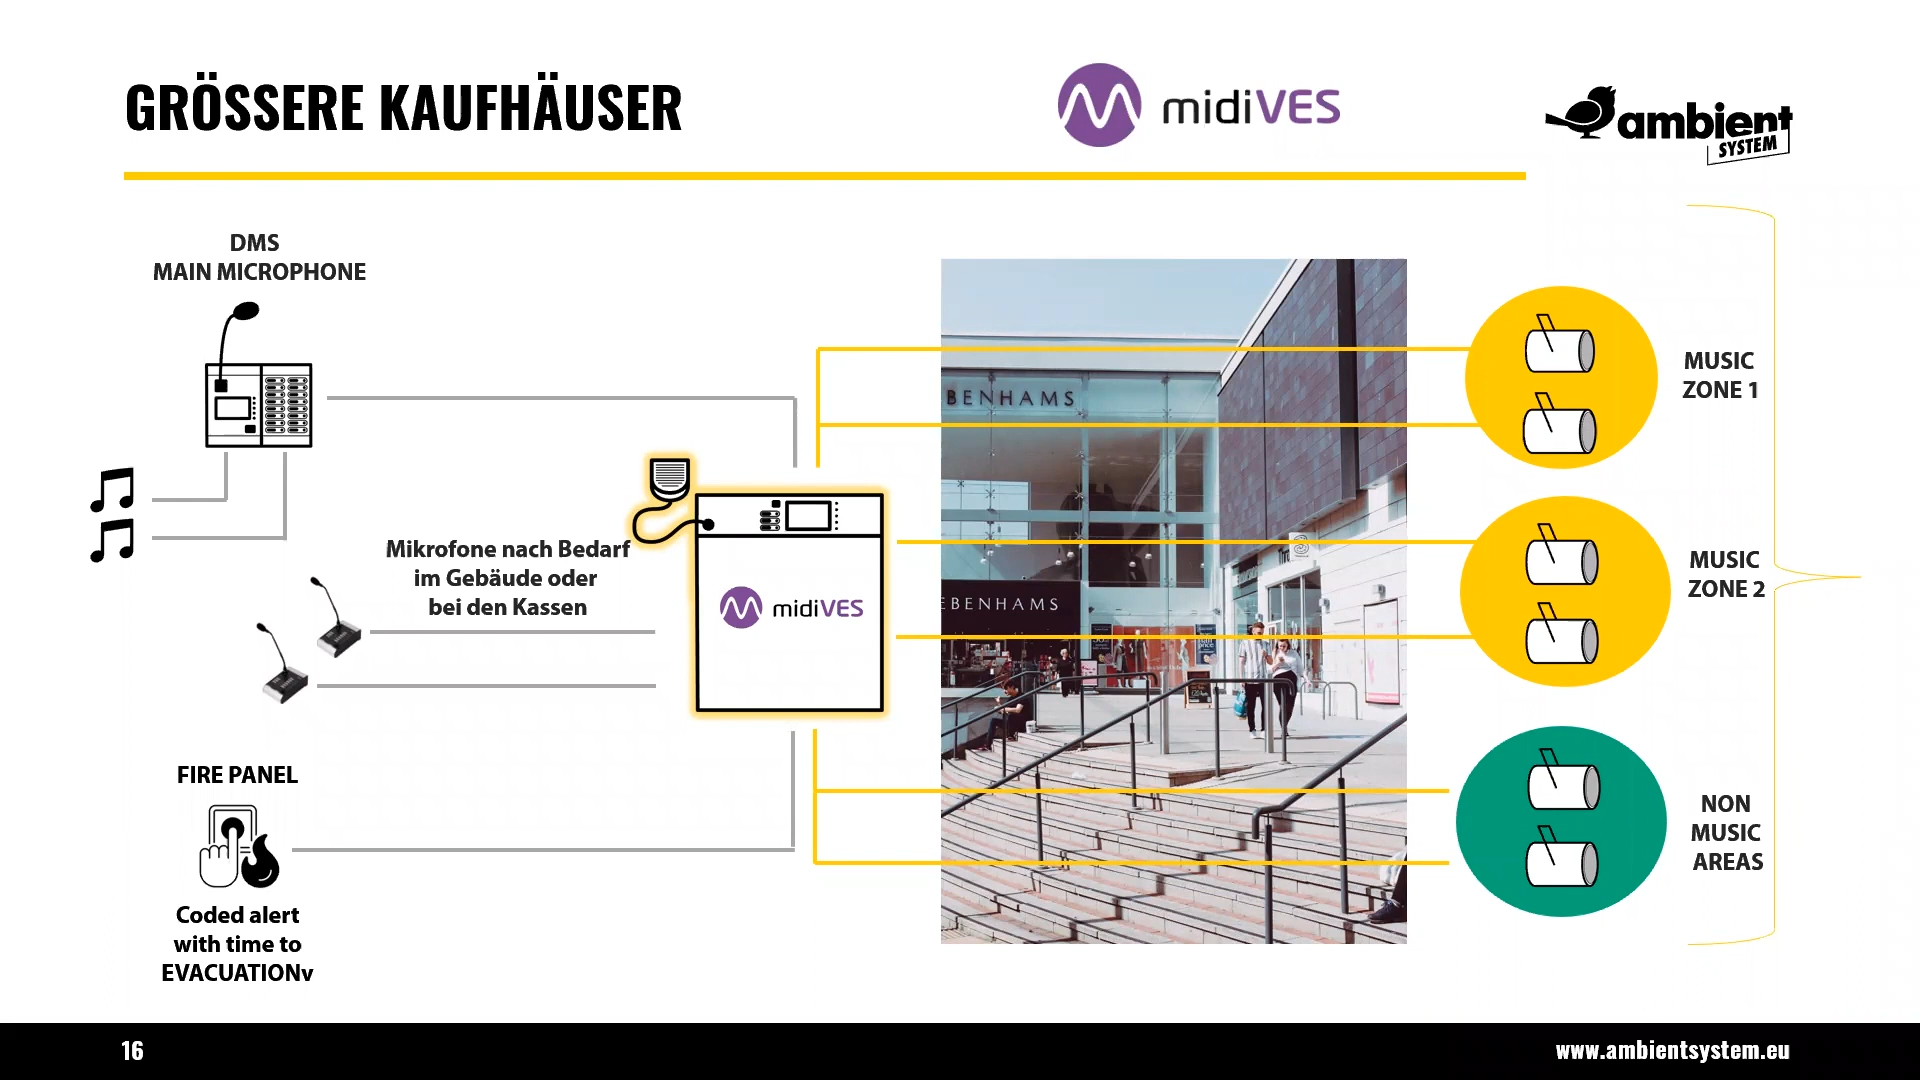 GRÖSSERE KAUFHÄUSER
midiVES
ambient
SYSTEM
DMS
MAIN MICROPHONE
Mikrofone nach Bedarf
im Gebäude oder
bei den Kassen
midiVES
FIRE PANEL
Coded alert
with time to
EVACUATIONv
BENHAMS
EBENHAMS
MUSIC
ZONE 1
MUSIC
ZONE 2
NON
MUSIC
AREAS
16
www.ambientsystem.eu